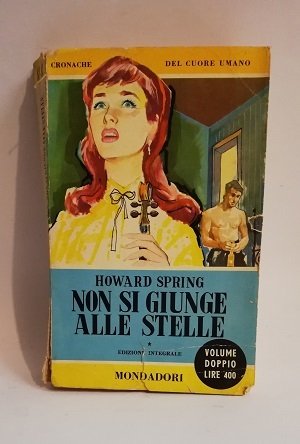 CRONACHE DEL CUORE UMANO
HOWARD SPRING
NON SI GIUNGE
ALLE STELLE
*
EDIZIONE INTEGRALE
VOLUME
DOPPIO
LIRE 400
MONDADORI